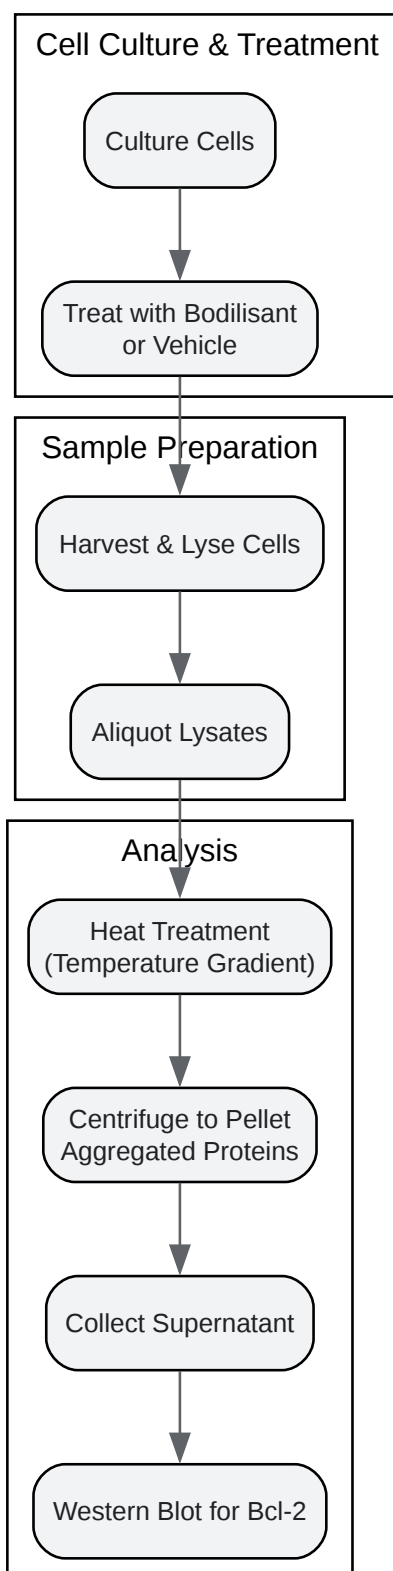 Cell Culture & Treatment
Culture Cells
Treat with Bodilisant
or Vehicle
Sample Preparation
Harvest & Lyse Cells
Aliquot Lysates
Analysis
Heat Treatment
(Temperature Gradient)
Centrifuge to Pellet
Aggregated Proteins
Collect Supernatant
Western Blot for Bcl-2